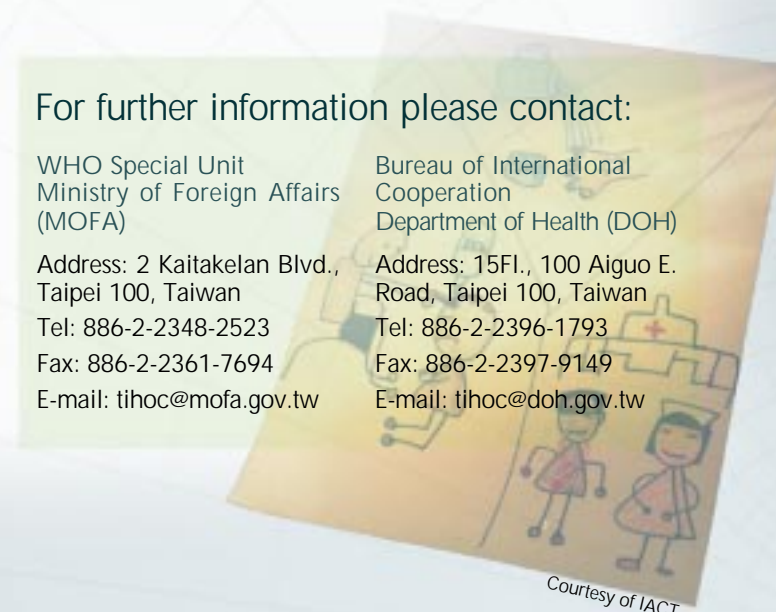 For further information please contact:
WHO Special Unit
Ministry of Foreign Affairs
(MOFA)
Address: 2 Kaitakelan Blvd.,
Taipei 100, Taiwan
Tel: 886-2-2348-2523
Fax: 886-2-2361-7694
E-mail: tihoc@mofa.gov.tw
Bureau of International
Cooperation
Department of Health (DOH)
Address: 15Fl., 100 Aiguo E.
Road, Taipei 100, Taiwan
Tel: 886-2-2396-1793
Fax: 886-2-2397-9149
E-mail: tihoc@doh.gov.tw
Courtesy of IACT